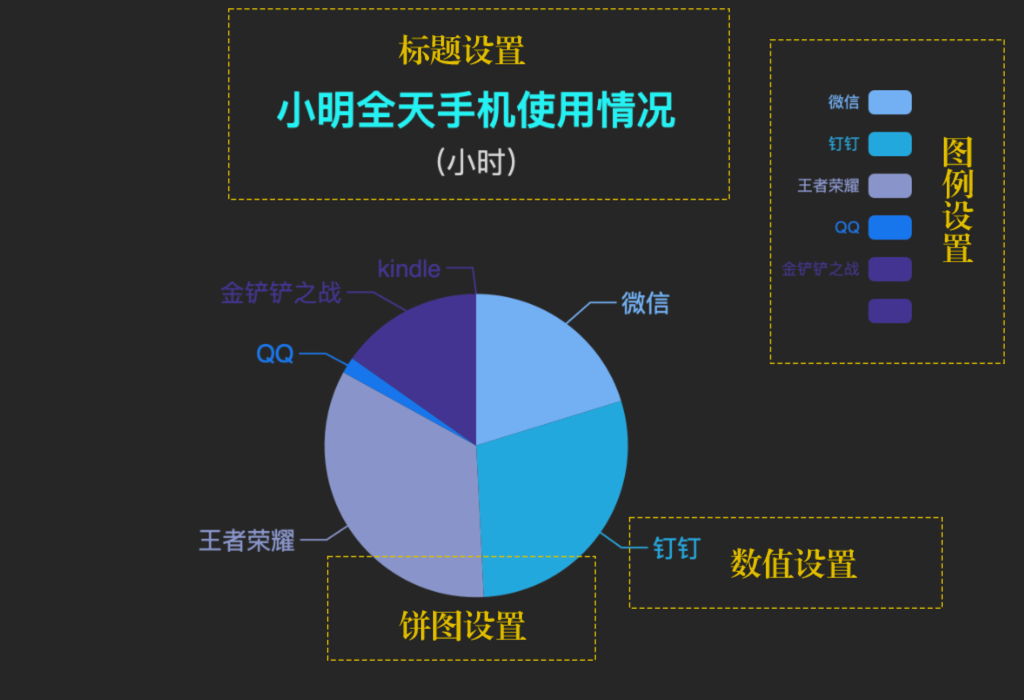 标题设置
小明全天手机使用情况
(小时)
微信
钉钉
王者荣耀
QQ
金铲铲之战
图例设置
kindle
金铲铲之战
微信
QQ
王者荣耀
钉钉
数值设置
饼图设置